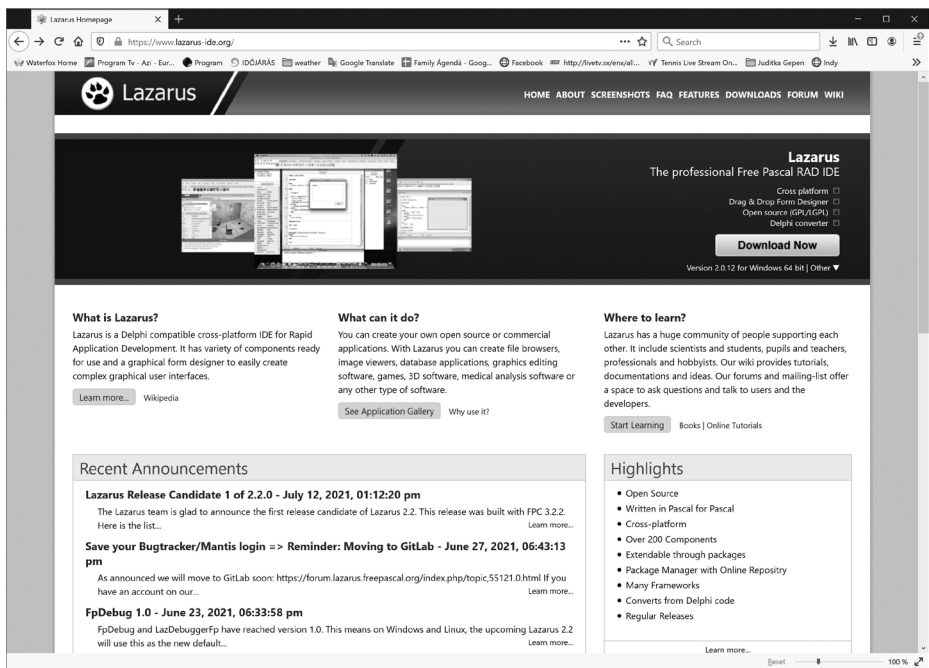 Lazarus Homepage
https://www.lazarus-ide.org/
Search
Waterfox Home Program Tv - Azi - Eur... Program IDŐJÁRÁS weather Google Translate Family Ágendá - Goog... Facebook http://livetv.sx/enx/all... Tennis Live Stream On... Juditka Gepen Indy
Lazarus
HOME ABOUT SCREENSHOTS FAQ FEATURES DOWNLOADS FORUM WIKI
Lazarus
The professional Free Pascal RAD IDE
Cross platform
Drag & Drop Form Designer
Open source (GPL/LGPL)
Delphi converter
Download Now
Version 2.0.12 for Windows 64 bit | Other ▼
What is Lazarus?
Lazarus is a Delphi compatible cross-platform IDE for Rapid
Application Development. It has variety of components ready
for use and a graphical form designer to easily create
complex graphical user interfaces.
Learn more... Wikipedia
What can it do?
You can create your own open source or commercial
applications. With Lazarus you can create file browsers,
image viewers, database applications, graphics editing
software, games, 3D software, medical analysis software or
any other type of software.
See Application Gallery Why use it?
Where to learn?
Lazarus has a huge community of people supporting each
other. It include scientists and students, pupils and teachers,
professionals and hobbyists. Our wiki provides tutorials,
documentations and ideas. Our forums and mailing-list offer
a space to ask questions and talk to users and the
developers.
Start Learning Books | Online Tutorials
Recent Announcements
Lazarus Release Candidate 1 of 2.2.0 - July 12, 2021, 01:12:20 pm
The Lazarus team is glad to announce the first release candidate of Lazarus 2.2. This release was built with FPC 3.2.2.
Here is the list... Learn more...
Save your Bugtracker/Mantis login => Reminder: Moving to GitLab - June 27, 2021, 06:43:13
pm
As announced we will move to GitLab soon: https://forum.lazarus.freepascal.org/index.php/topic,55121.0.html If you
have an account on our... Learn more...
FpDebug 1.0 - June 23, 2021, 06:33:58 pm
FpDebug and LazDebuggerFp have reached version 1.0. This means on Windows and Linux, the upcoming Lazarus 2.2
will use this as the new default... Learn more...
Highlights
• Open Source
• Written in Pascal for Pascal
• Cross-platform
• Over 200 Components
• Extendable through packages
• Package Manager with Online Repositry
• Many Frameworks
• Converts from Delphi code
• Regular Releases
Learn more...
Reset 100 %